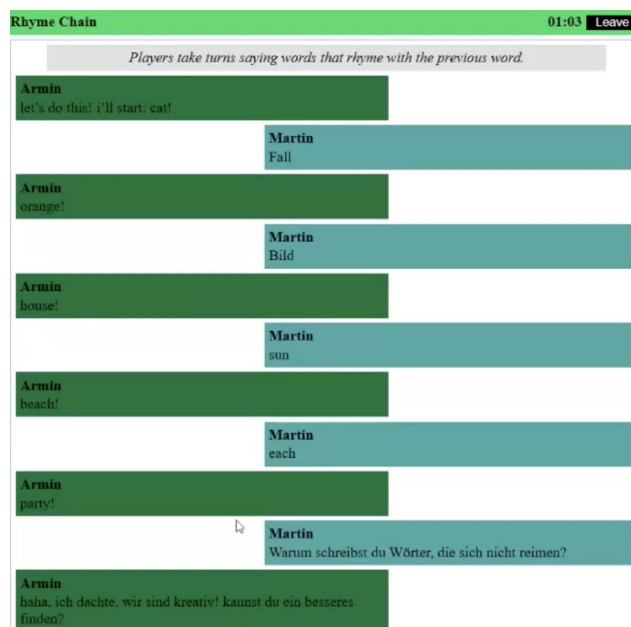 Rhyme Chain 01:03 Leave
Players take turns saying words that rhyme with the previous word.
Armin
let's do this! i'll start: cat!
Martin
Fall
Armin
orange!
Martin
Bild
Armin
house!
Martin
sun
Armin
beach!
Martin
each
Armin
party!
Martin
Warum schreibst du Wörter, die sich nicht reimen?
Armin
haha, ich dachte, wir sind kreativ! kannst du ein besseres
finden?